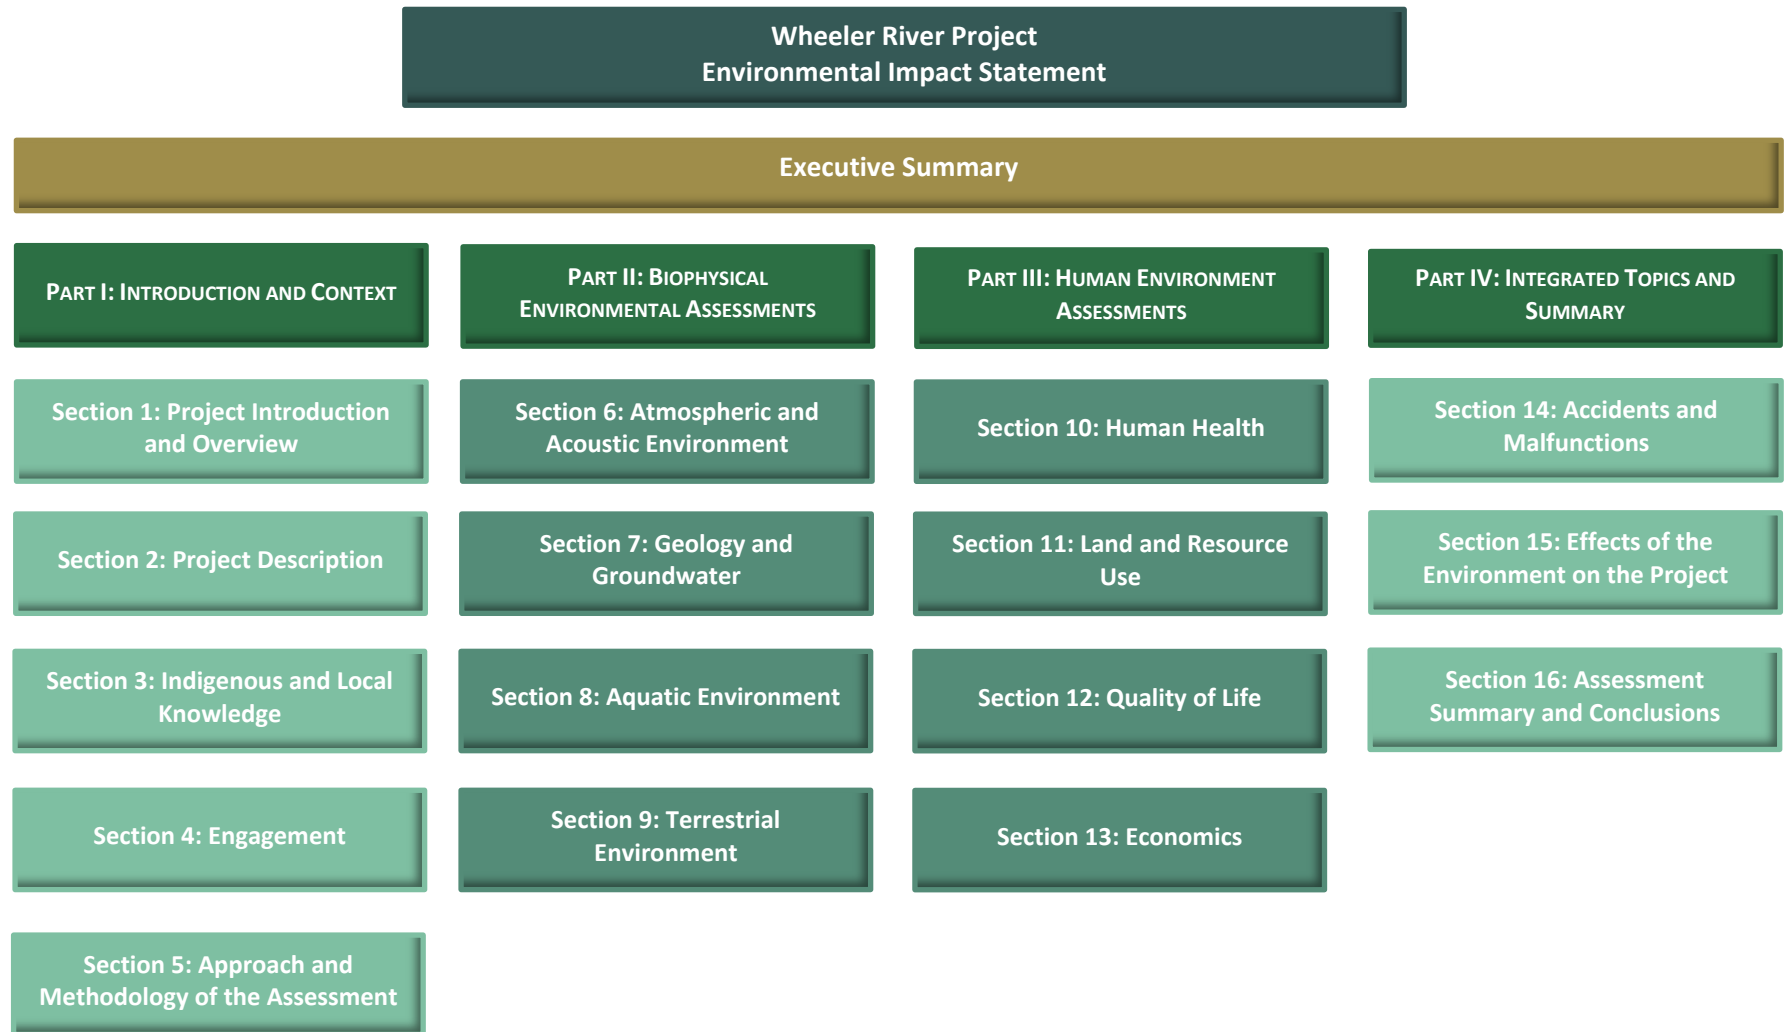 Wheeler River Project
Environmental Impact Statement
Executive Summary
PART I: INTRODUCTION AND CONTEXT
Section 1: Project Introduction
and Overview
Section 2: Project Description
Section 3: Indigenous and Local
Knowledge
Section 4: Engagement
Section 5: Approach and
Methodology of the Assessment
PART II: BIOPHYSICAL
ENVIRONMENTAL ASSESSMENTS
Section 6: Atmospheric and
Acoustic Environment
Section 7: Geology and
Groundwater
Section 8: Aquatic Environment
Section 9: Terrestrial
Environment
PART III: HUMAN ENVIRONMENT
ASSESSMENTS
Section 10: Human Health
Section 11: Land and Resource
Use
Section 12: Quality of Life
Section 13: Economics
PART IV: INTEGRATED TOPICS AND
SUMMARY
Section 14: Accidents and
Malfunctions
Section 15: Effects of the
Environment on the Project
Section 16: Assessment
Summary and Conclusions